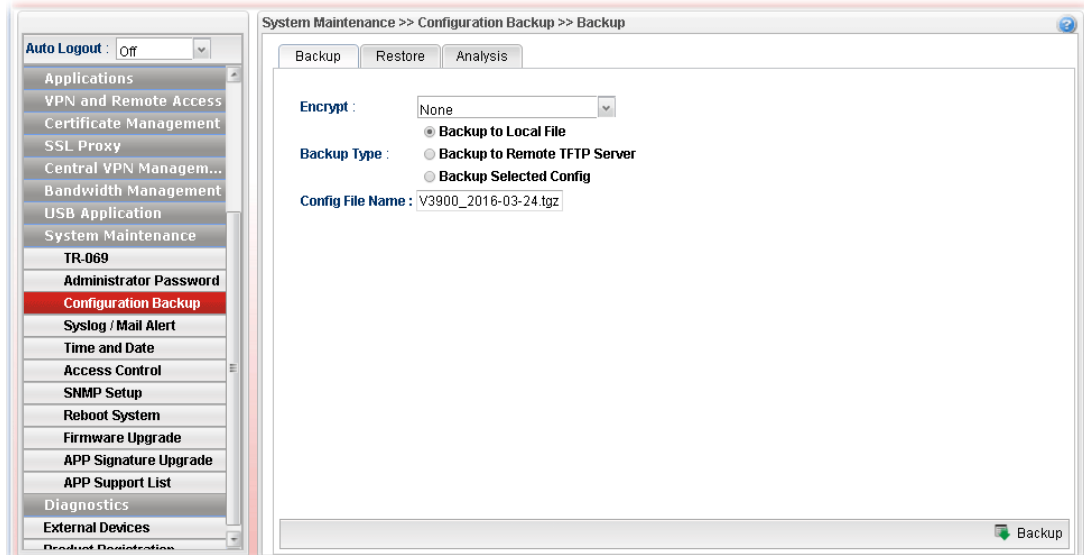 System Maintenance >> Configuration Backup >> Backup
Auto Logout : Off
Applications
VPN and Remote Access
Certificate Management
SSL Proxy
Central VPN Managem...
Bandwidth Management
USB Application
System Maintenance
TR-069
Administrator Password
Configuration Backup
Syslog / Mail Alert
Time and Date
Access Control
SNMP Setup
Reboot System
Firmware Upgrade
APP Signature Upgrade
APP Support List
Diagnostics
External Devices
Product Registration
Backup Restore Analysis
Encrypt : None
Backup to Local File
Backup Type : Backup to Remote TFTP Server
Backup Selected Config
Config File Name : V3900_2016-03-24.tgz
Backup